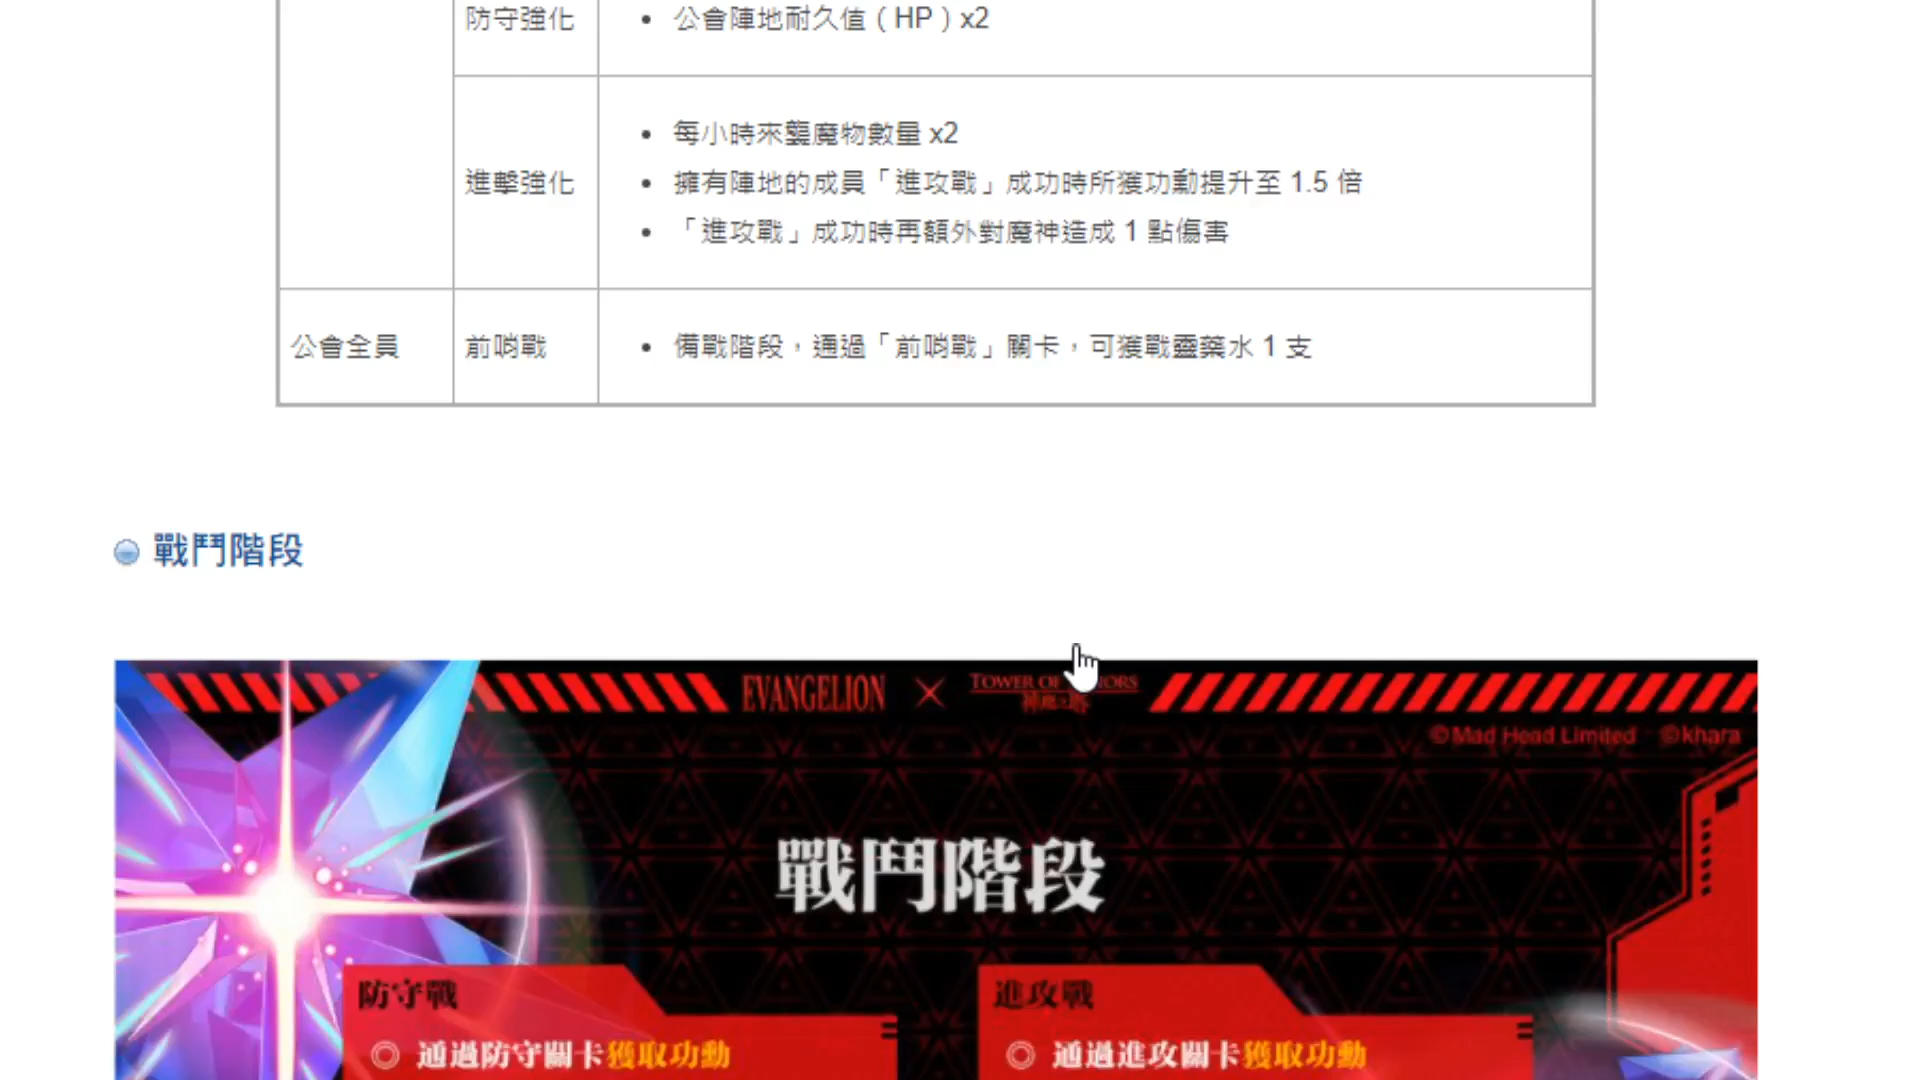 防守強化
公會陣地耐久值（HP）x2
每小時來襲魔物數量 x2
進擊強化
擁有陣地的成員「進攻戰」成功時所獲功勳提升至 1.5 倍
「進攻戰」成功時再額外對魔神造成 1 點傷害
公會全員
前哨戰
備戰階段，通過「前哨戰」關卡，可獲戰靈藥水 1 支
戰鬥階段
EVANGELION × TOWER OF
神魔之塔
©Mad Head Limited ©khara
戰鬥階段
防守戰
◎ 通過防守關卡獲取功勳
進攻戰
◎ 通過進攻關卡獲取功勳